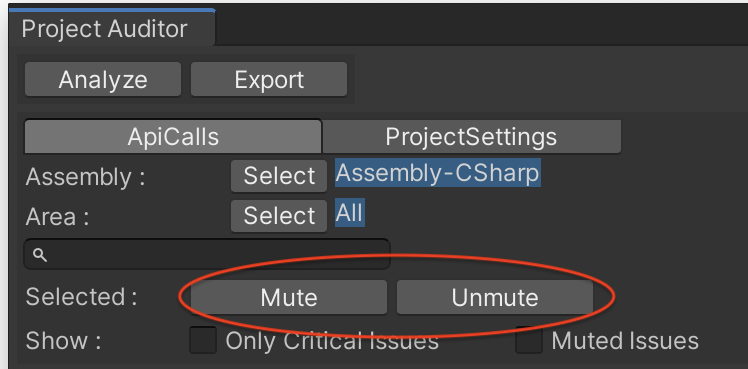 Project Auditor
Analyze Export
ApiCalls ProjectSettings
Assembly : Select Assembly-CSharp
Area : Select All
Selected : Mute Unmute
Show : Only Critical Issues Muted Issues